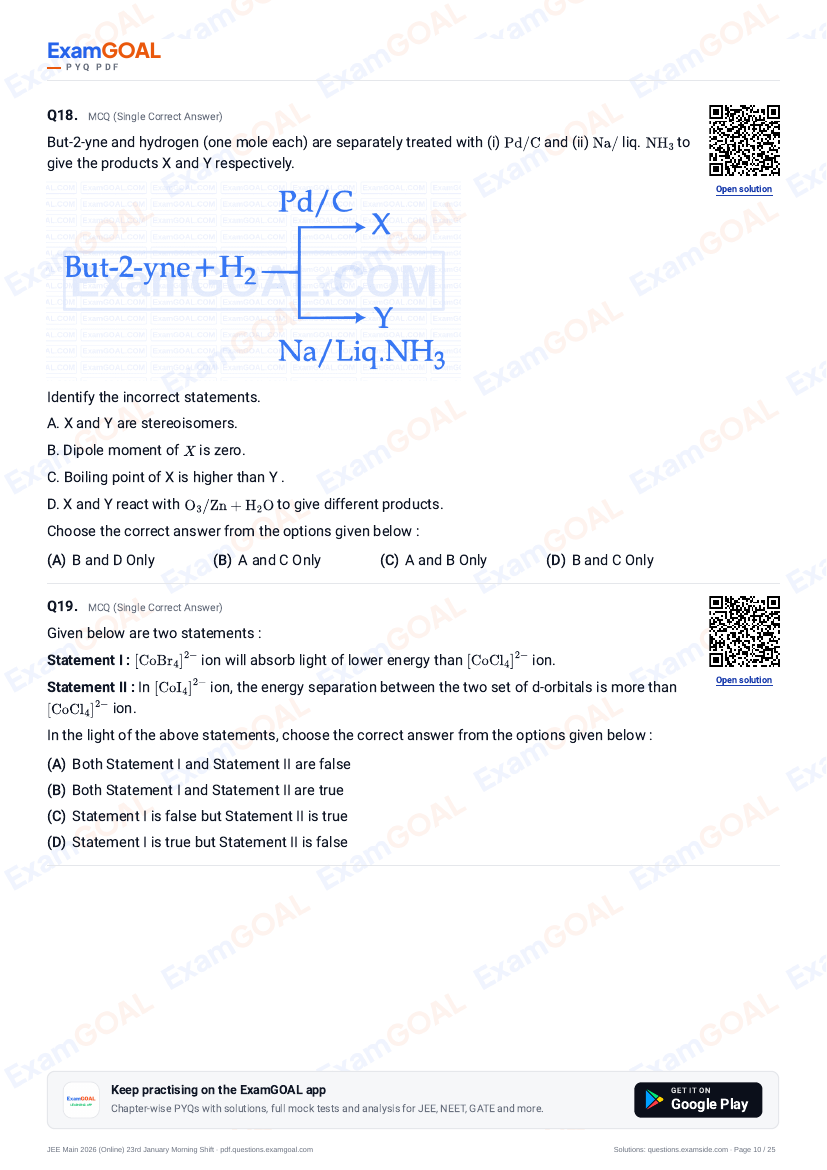 ExamGOAL
PYQ PDF
Q18. MCQ (Single Correct Answer)
But-2-yne and hydrogen (one mole each) are separately treated with (i) Pd/C and (ii) Na/ liq. NH₃ to
give the products X and Y respectively.
Open solution
Pd/C
X
But-2-yne + H₂
ExamGOAL.COM
Y
Na/Liq.NH₃
Identify the incorrect statements.
A. X and Y are stereoisomers.
B. Dipole moment of X is zero.
C. Boiling point of X is higher than Y .
D. X and Y react with O₃/Zn + H₂O to give different products.
Choose the correct answer from the options given below :
(A) B and D Only (B) A and C Only (C) A and B Only (D) B and C Only
Q19. MCQ (Single Correct Answer)
Given below are two statements :
Statement I : [CoBr₄]²⁻ ion will absorb light of lower energy than [CoCl₄]²⁻ ion.
Open solution
Statement II : In [CoI₄]²⁻ ion, the energy separation between the two set of d-orbitals is more than
[CoCl₄]²⁻ ion.
In the light of the above statements, choose the correct answer from the options given below :
(A) Both Statement I and Statement II are false
(B) Both Statement I and Statement II are true
(C) Statement I is false but Statement II is true
(D) Statement I is true but Statement II is false
Keep practising on the ExamGOAL app
Chapter-wise PYQs with solutions, full mock tests and analysis for JEE, NEET, GATE and more.
ExamGOAL
GET IT ON
Google Play
JEE Main 2026 (Online) 23rd January Morning Shift · pdf.questions.examgoal.com
Solutions: questions.examside.com · Page 10 / 25